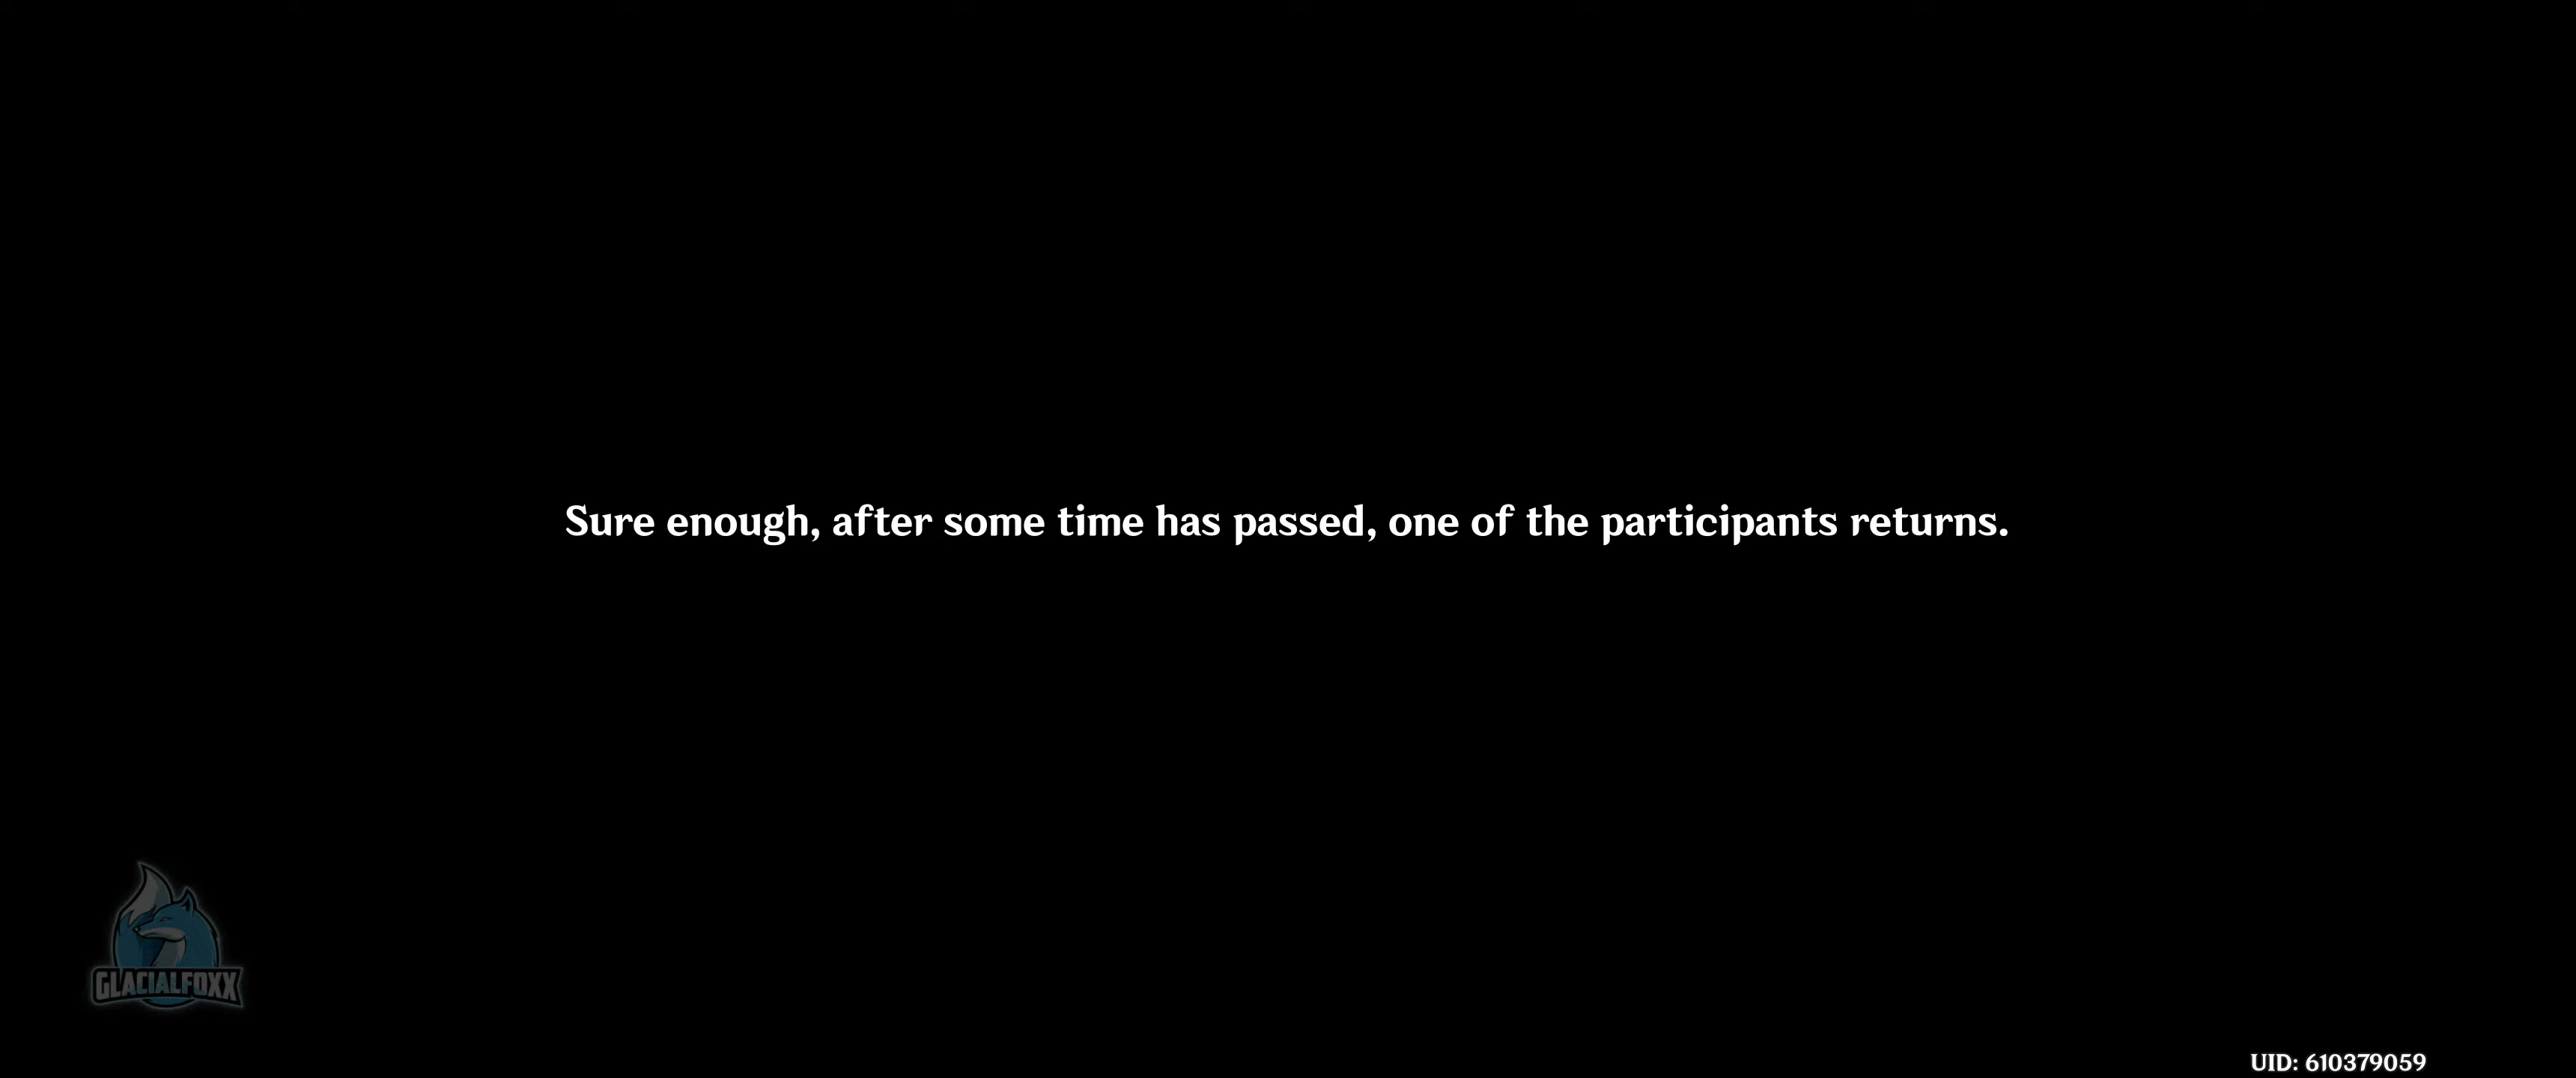 Sure enough, after some time has passed, one of the participants returns.
GLACIALFOXX
UID: 610379059